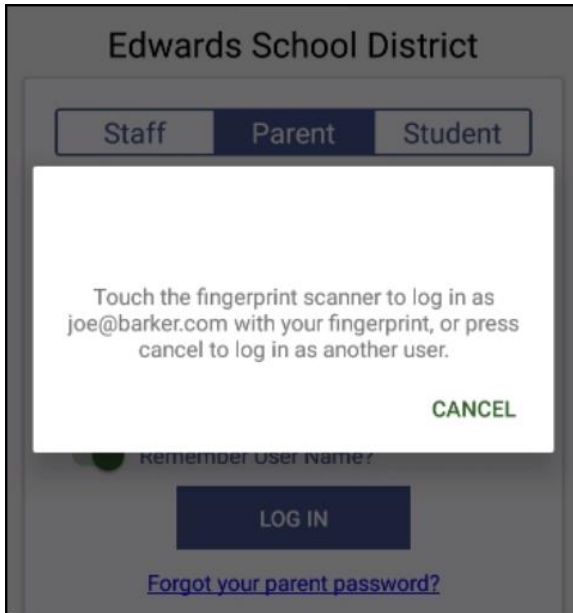 Edwards School District
Staff Parent Student
Touch the fingerprint scanner to log in as
joe@barker.com with your fingerprint, or press
cancel to log in as another user.
CANCEL
Remember User Name?
LOG IN
Forgot your parent password?